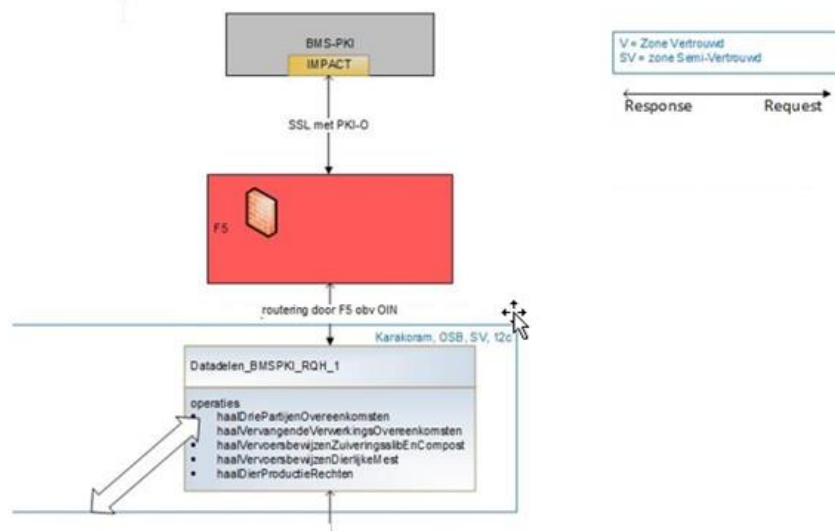 BMS-PKI
IMPACT
V = Zone Vertrouwd
SV = zone Semi-Vertrouwd
Response Request
SSL met PKI-O
F5
routering door F5 obv OIN
Karakoram, OSB, SV, 12c
Datadelen_BMSPKI_RQH_1
operaties
haalDriePartijenOvereenkomsten
haalVervangendeVerwerkingsOvereenkomsten
haalVervoersbewijzenZuiveringsslibEnCompost
haalVervoersbewijzenDierlijkeMest
haalDierProductieRechten